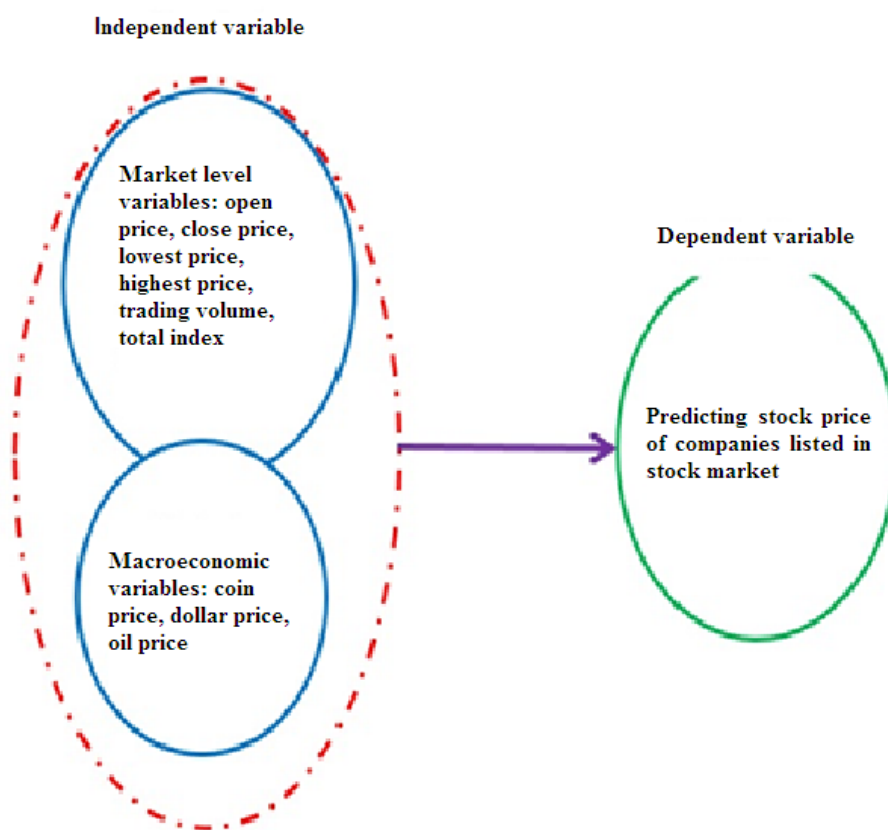 Independent variable
Market level
variables: open
price, close price,
lowest price,
highest price,
trading volume,
total index
Macroeconomic
variables: coin
price, dollar price,
oil price
Dependent variable
Predicting stock price
of companies listed in
stock market